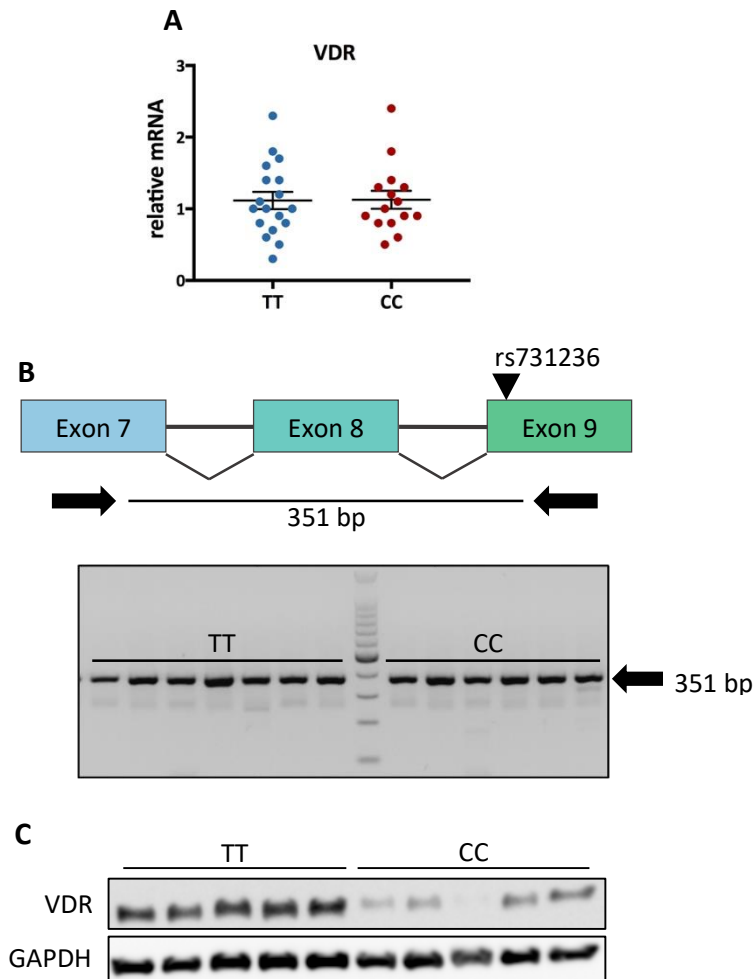 A
VDR
relative mRNA
3
2
1
0
TT CC
B
rs731236
Exon 7 Exon 8 Exon 9
351 bp
TT CC
351 bp
C
TT CC
VDR
GAPDH